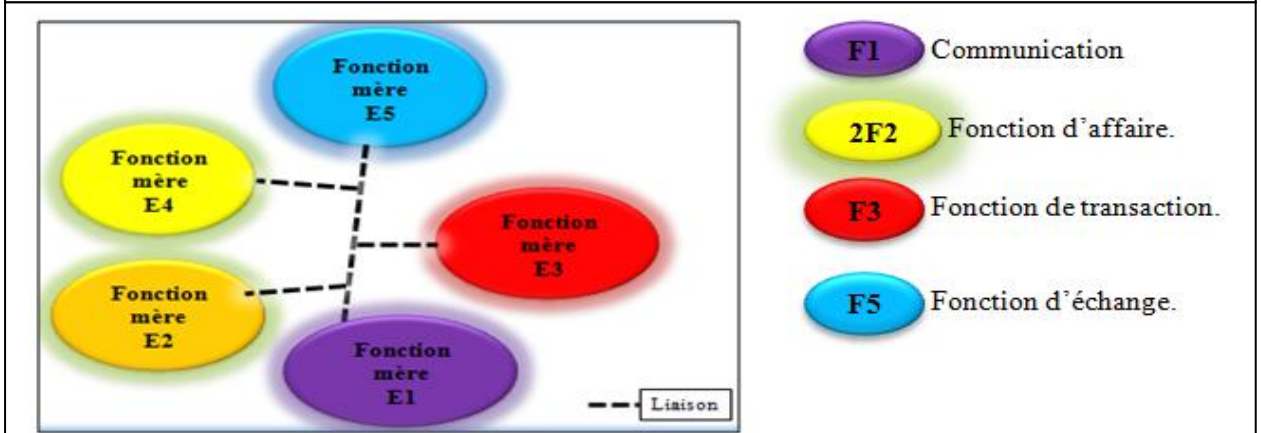 Fonction
mère
E5
Fonction
mère
E4
Fonction
mère
E3
Fonction
mère
E2
Fonction
mère
E1
Liaison
F1 Communication
2F2 Fonction d’affaire.
F3 Fonction de transaction.
F5 Fonction d’échange.